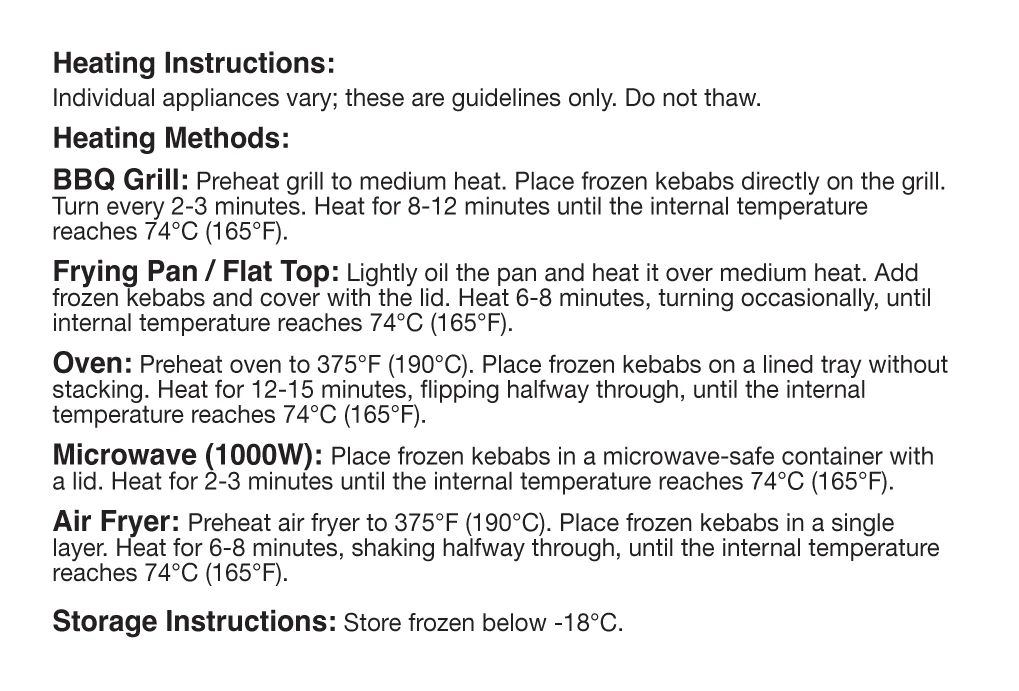 Heating Instructions:
Individual appliances vary; these are guidelines only. Do not thaw.
Heating Methods:
BBQ Grill: Preheat grill to medium heat. Place frozen kebabs directly on the grill.
Turn every 2-3 minutes. Heat for 8-12 minutes until the internal temperature
reaches 74°C (165°F).
Frying Pan / Flat Top: Lightly oil the pan and heat it over medium heat. Add
frozen kebabs and cover with the lid. Heat 6-8 minutes, turning occasionally, until
internal temperature reaches 74°C (165°F).
Oven: Preheat oven to 375°F (190°C). Place frozen kebabs on a lined tray without
stacking. Heat for 12-15 minutes, flipping halfway through, until the internal
temperature reaches 74°C (165°F).
Microwave (1000W): Place frozen kebabs in a microwave-safe container with
a lid. Heat for 2-3 minutes until the internal temperature reaches 74°C (165°F).
Air Fryer: Preheat air fryer to 375°F (190°C). Place frozen kebabs in a single
layer. Heat for 6-8 minutes, shaking halfway through, until the internal temperature
reaches 74°C (165°F).
Storage Instructions: Store frozen below -18°C.